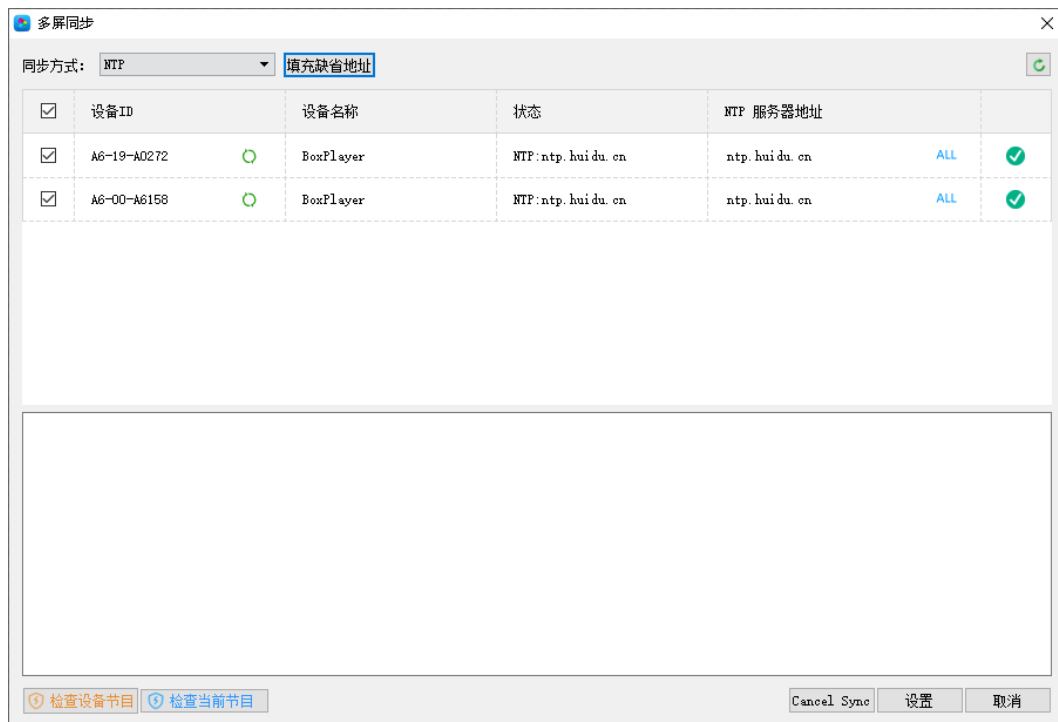 多屏同步
同步方式： NTP 填充缺省地址
设备ID 设备名称 状态 NTP 服务器地址
A6-19-A0272 BoxPlayer NTP:ntp.huidu.cn ntp.huidu.cn ALL
A6-00-A6158 BoxPlayer NTP:ntp.huidu.cn ntp.huidu.cn ALL
检查设备节目 检查当前节目 Cancel Sync 设置 取消